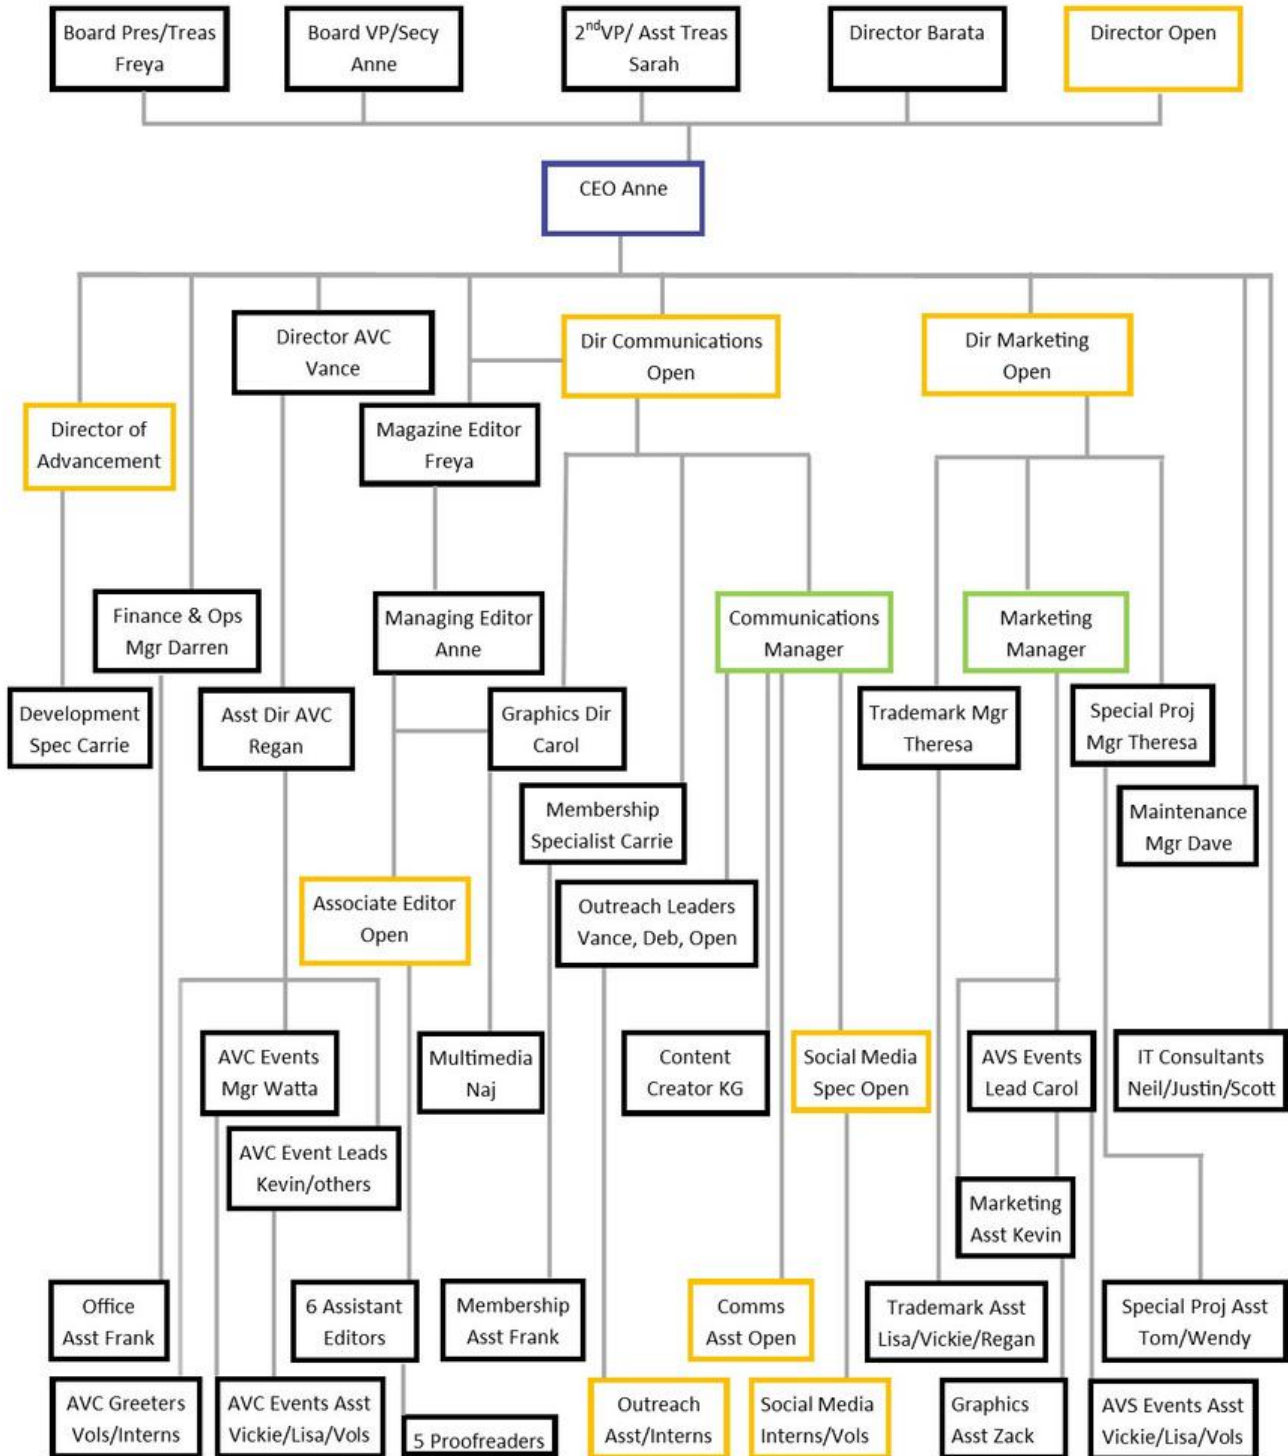 Board Pres/Treas
Freya
Board VP/Secy
Anne
2nd VP/ Asst Treas
Sarah
Director Barata
Director Open
CEO Anne
Director AVC
Vance
Dir Communications
Open
Dir Marketing
Open
Director of
Advancement
Magazine Editor
Freya
Finance & Ops
Mgr Darren
Managing Editor
Anne
Communications
Manager
Marketing
Manager
Development
Spec Carrie
Asst Dir AVC
Regan
Graphics Dir
Carol
Trademark Mgr
Theresa
Special Proj
Mgr Theresa
Membership
Specialist Carrie
Maintenance
Mgr Dave
Associate Editor
Open
Outreach Leaders
Vance, Deb, Open
AVC Events
Mgr Watta
Multimedia
Naj
Content
Creator KG
Social Media
Spec Open
AVS Events
Lead Carol
IT Consultants
Neil/Justin/Scott
AVC Event Leads
Kevin/others
Marketing
Asst Kevin
Office
Asst Frank
6 Assistant
Editors
Membership
Asst Frank
Comms
Asst Open
Trademark Asst
Lisa/Vickie/Regan
Special Proj Asst
Tom/Wendy
AVC Greeters
Vols/Interns
AVC Events Asst
Vickie/Lisa/Vols
5 Proofreaders
Outreach
Asst/Interns
Social Media
Interns/Vols
Graphics
Asst Zack
AVS Events Asst
Vickie/Lisa/Vols